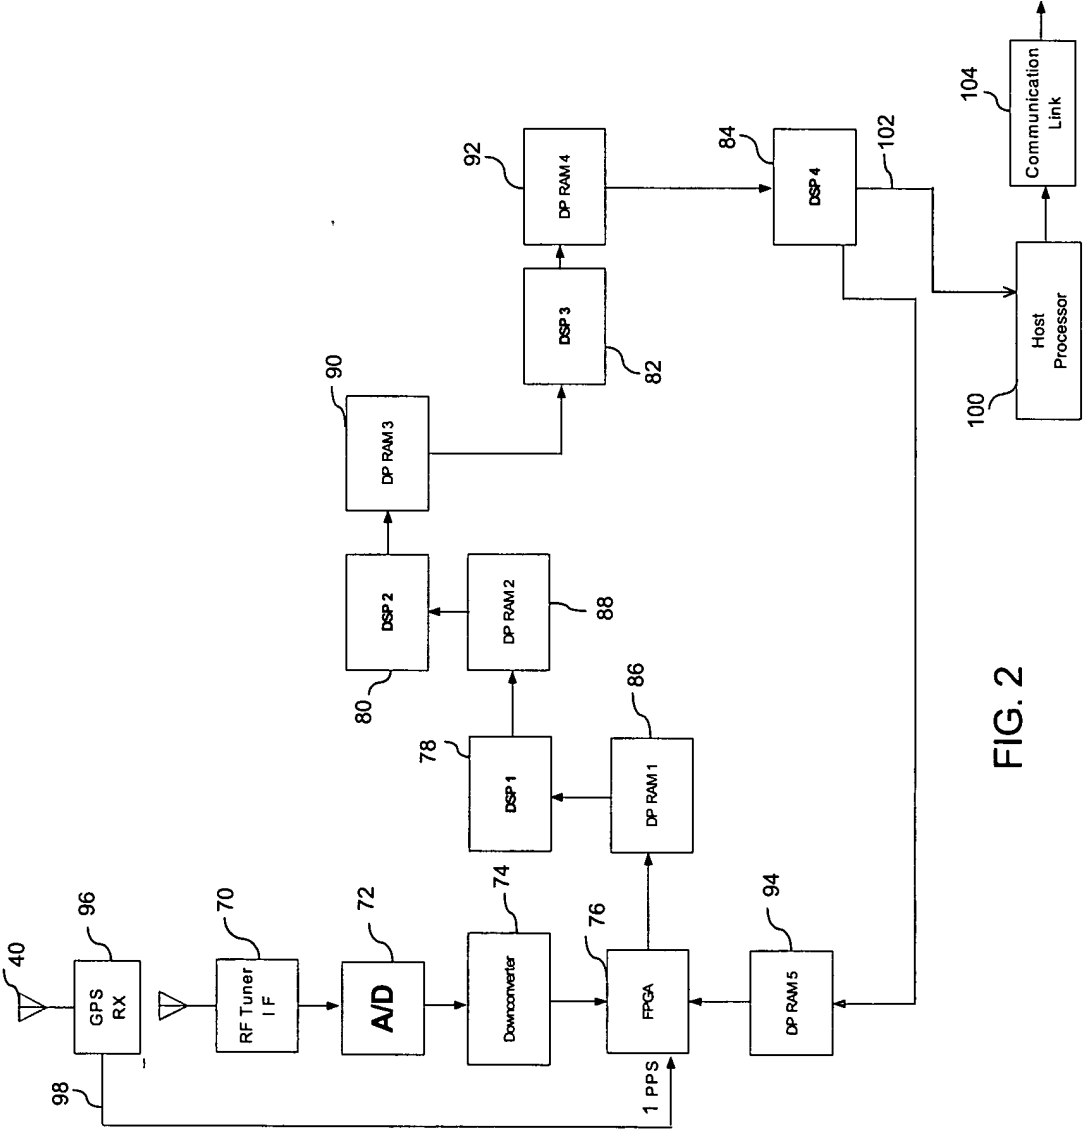 40
96
GPS
RX
98
70
RF Tuner
I F
72
A/D
74
Downconverter
76
FPGA
1 PPS
94
DP RAM 5
86
DP RAM 1
78
DSP 1
88
DP RAM 2
80
DSP 2
90
DP RAM 3
82
DSP 3
92
DP RAM 4
84
DSP 4
102
100
Host
Processor
104
Communication
Link
FIG. 2